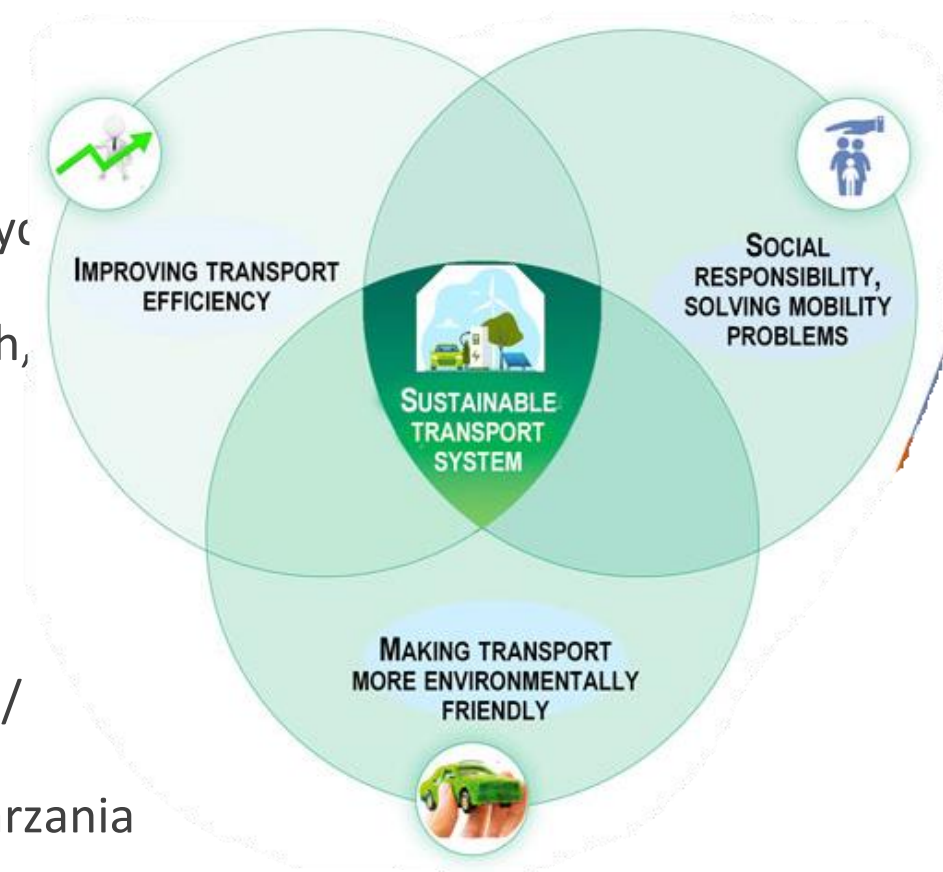 IMPROVING TRANSPORT
EFFICIENCY
SOCIAL
RESPONSIBILITY,
SOLVING MOBILITY
PROBLEMS
h,
SUSTAINABLE
TRANSPORT
SYSTEM
MAKING TRANSPORT
MORE ENVIRONMENTALLY
FRIENDLY
/
rzania